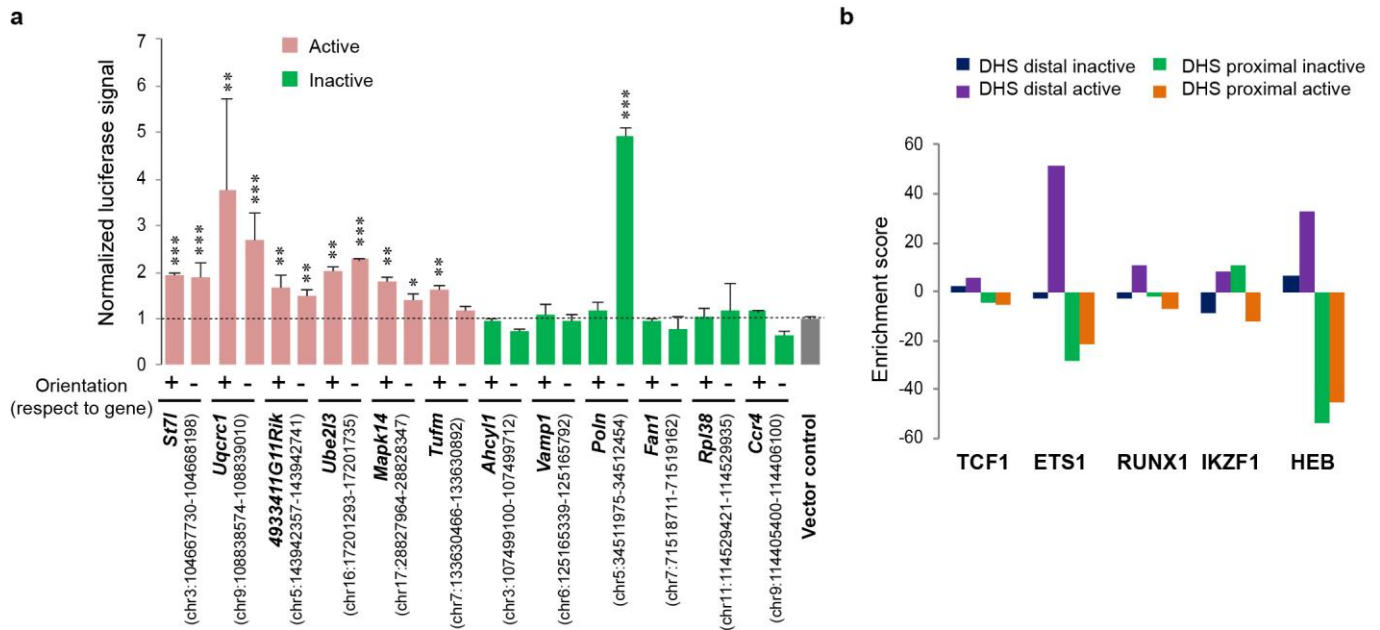 a
Normalized luciferase signal
7
6
5
4
3
2
1
0
Active
Inactive
***
***
**
***
**
**
**
***
**
*
**
***
Orientation
(respect to gene)
+ - + - + - + - + - + - + - + - + - + - + - + -
St7l
(chr3:104667730-104668198)
Uqcrc1
(chr9:108838574-108839010)
4933411G11Rik
(chr5:143942357-143942741)
Ube2l3
(chr16:17201293-17201735)
Mapk14
(chr17:28827964-28828347)
Tufm
(chr7:133630466-133630892)
Ahcyl1
(chr3:107499100-107499712)
Vamp1
(chr6:125165339-125165792)
Poln
(chr5:34511975-34512454)
Fan1
(chr7:71518711-71519162)
Rpl38
(chr11:114529421-114529935)
Ccr4
(chr9:114405400-114406100)
Vector control
b
DHS distal inactive
DHS proximal inactive
DHS distal active
DHS proximal active
Enrichment score
60
40
20
0
-20
-40
-60
TCF1 ETS1 RUNX1 IKZF1 HEB